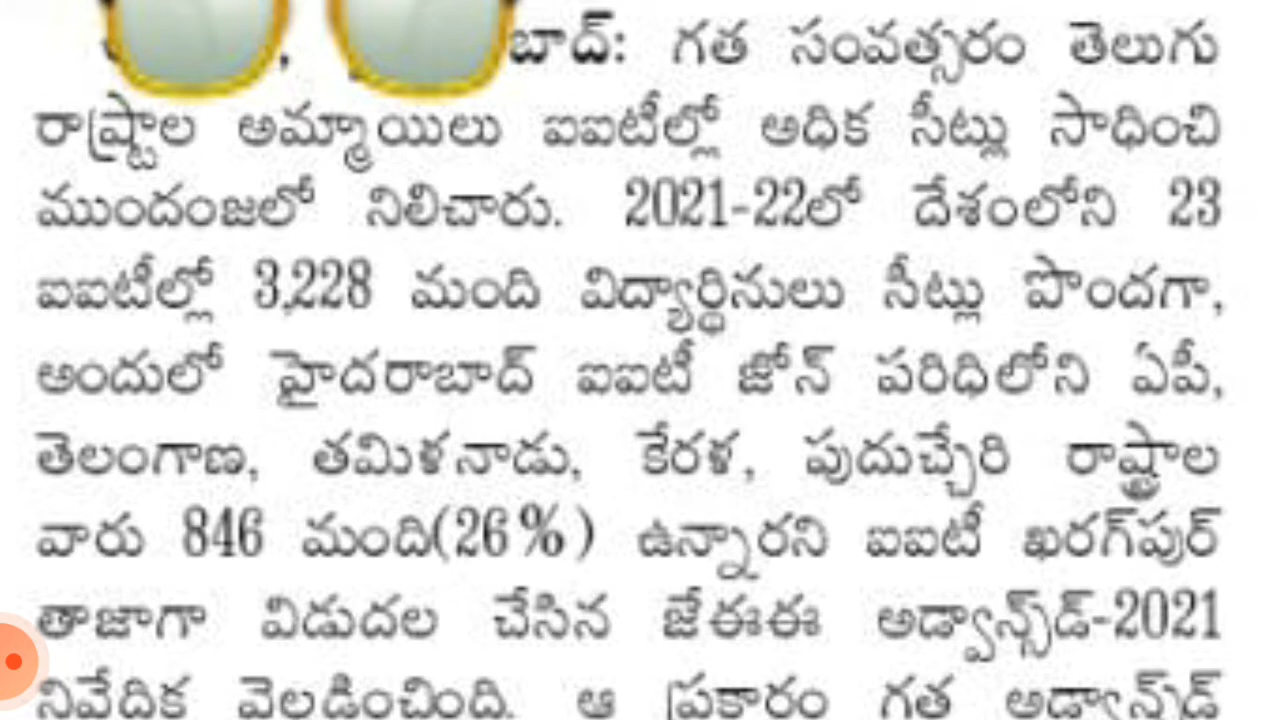 బాద్: గత సంవత్సరం తెలుగు
రాష్ట్రాల అమ్మాయిలు ఐఐటీల్లో అధిక సీట్లు సాధించి
ముందంజలో నిలిచారు. 2021-22లో దేశంలోని 23
ఐఐటీల్లో 3,228 మంది విద్యార్థినులు సీట్లు పొందగా,
అందులో హైదరాబాద్ ఐఐటీ జోన్ పరిధిలోని ఏపీ,
తెలంగాణ, తమిళనాడు, కేరళ, పుదుచ్చేరి రాష్ట్రాల
వారు 846 మంది(26%) ఉన్నారని ఐఐటీ ఖరగ్‌పుర్
తాజాగా విడుదల చేసిన జేఈఈ అడ్వాన్స్‌డ్-2021
నివేదిక వెలడించింది. ఆ ప్రకారం గత అడ్వాన్స్‌డ్